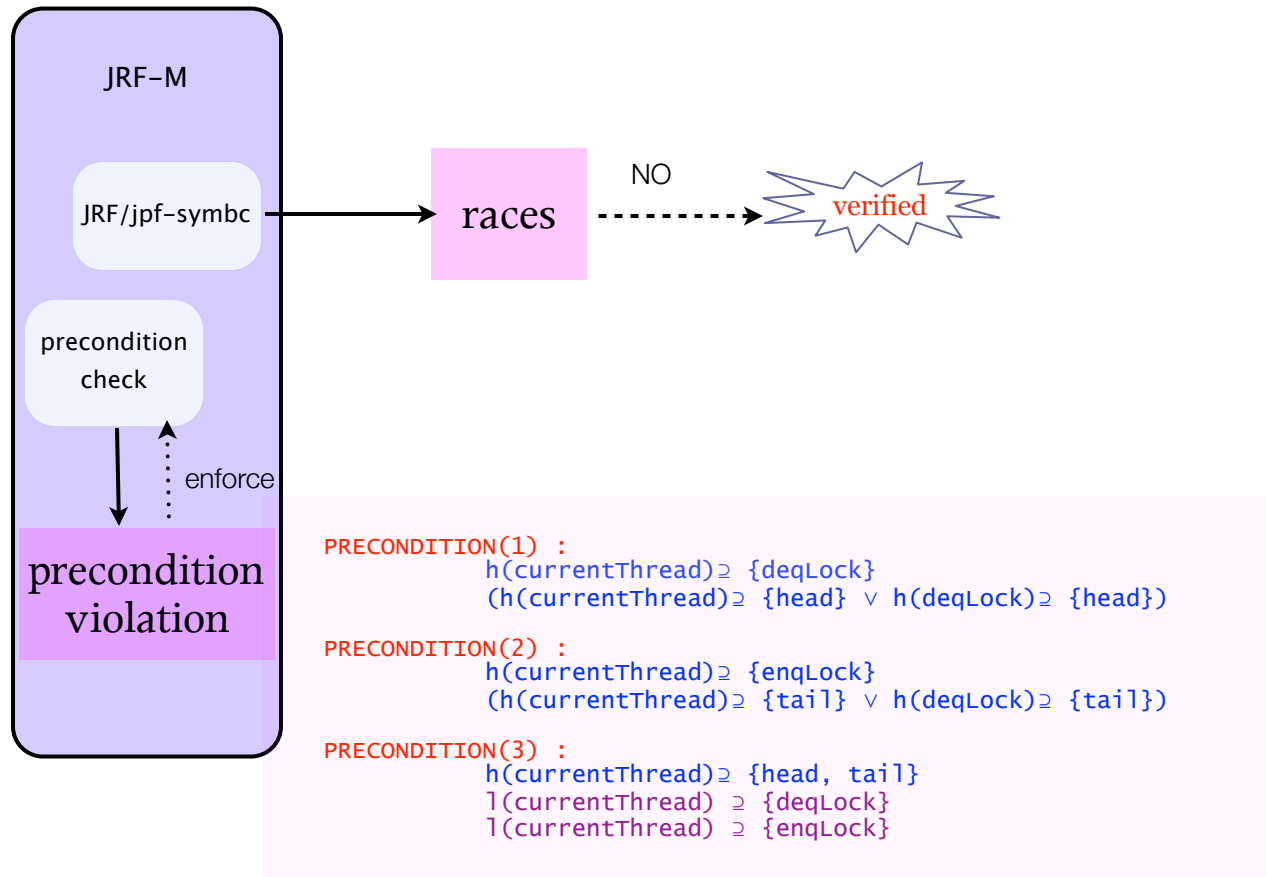 JRF-M
JRF/jpf-symbc
races
NO
verified
precondition
check
enforce
precondition
violation
PRECONDITION(1) :
h(currentThread)⊇ {deqLock}
(h(currentThread)⊇ {head} ∨ h(deqLock)⊇ {head})
PRECONDITION(2) :
h(currentThread)⊇ {enqLock}
(h(currentThread)⊇ {tail} ∨ h(deqLock)⊇ {tail})
PRECONDITION(3) :
h(currentThread)⊇ {head, tail}
l(currentThread) ⊇ {deqLock}
l(currentThread) ⊇ {enqLock}